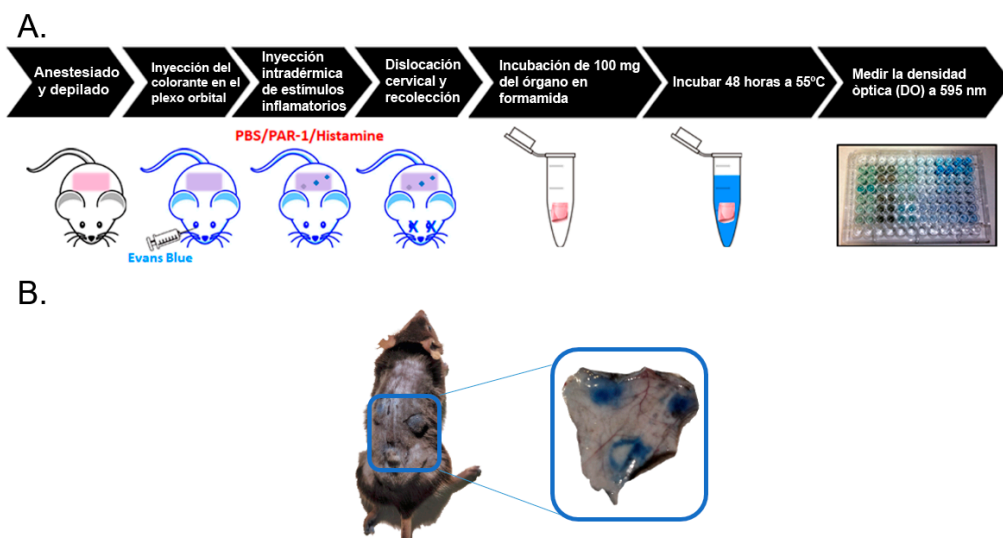 A.
Anestesiado
y depilado
Inyección del
colorante en el
plexo orbital
Inyección
intradérmica
de estímulos
inflamatorios
Dislocación
cervical y
recolección
Incubación de 100 mg
del órgano en
formamida
Incubar 48 horas a 55ºC
Medir la densidad
òptica (DO) a 595 nm
PBS/PAR-1/Histamine
Evans Blue
B.